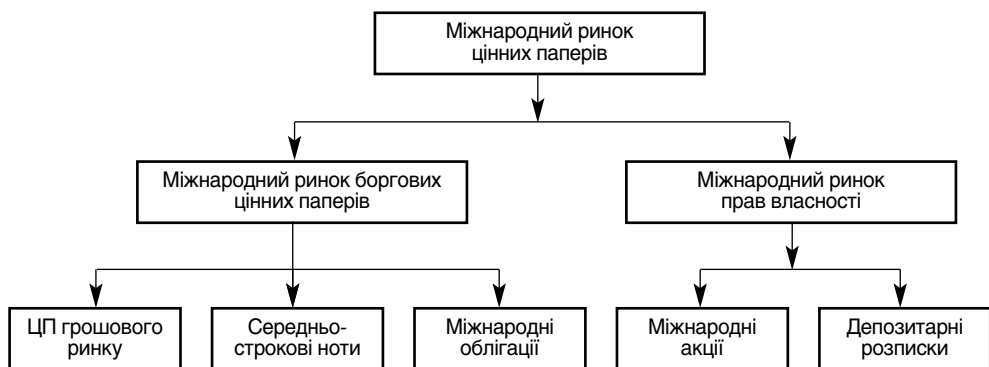 Міжнародний ринок
цінних паперів
Міжнародний ринок боргових
цінних паперів
Міжнародний ринок
прав власності
ЦП грошового
ринку
Середньо-
строкові ноти
Міжнародні
облігації
Міжнародні
акції
Депозитарні
розписки